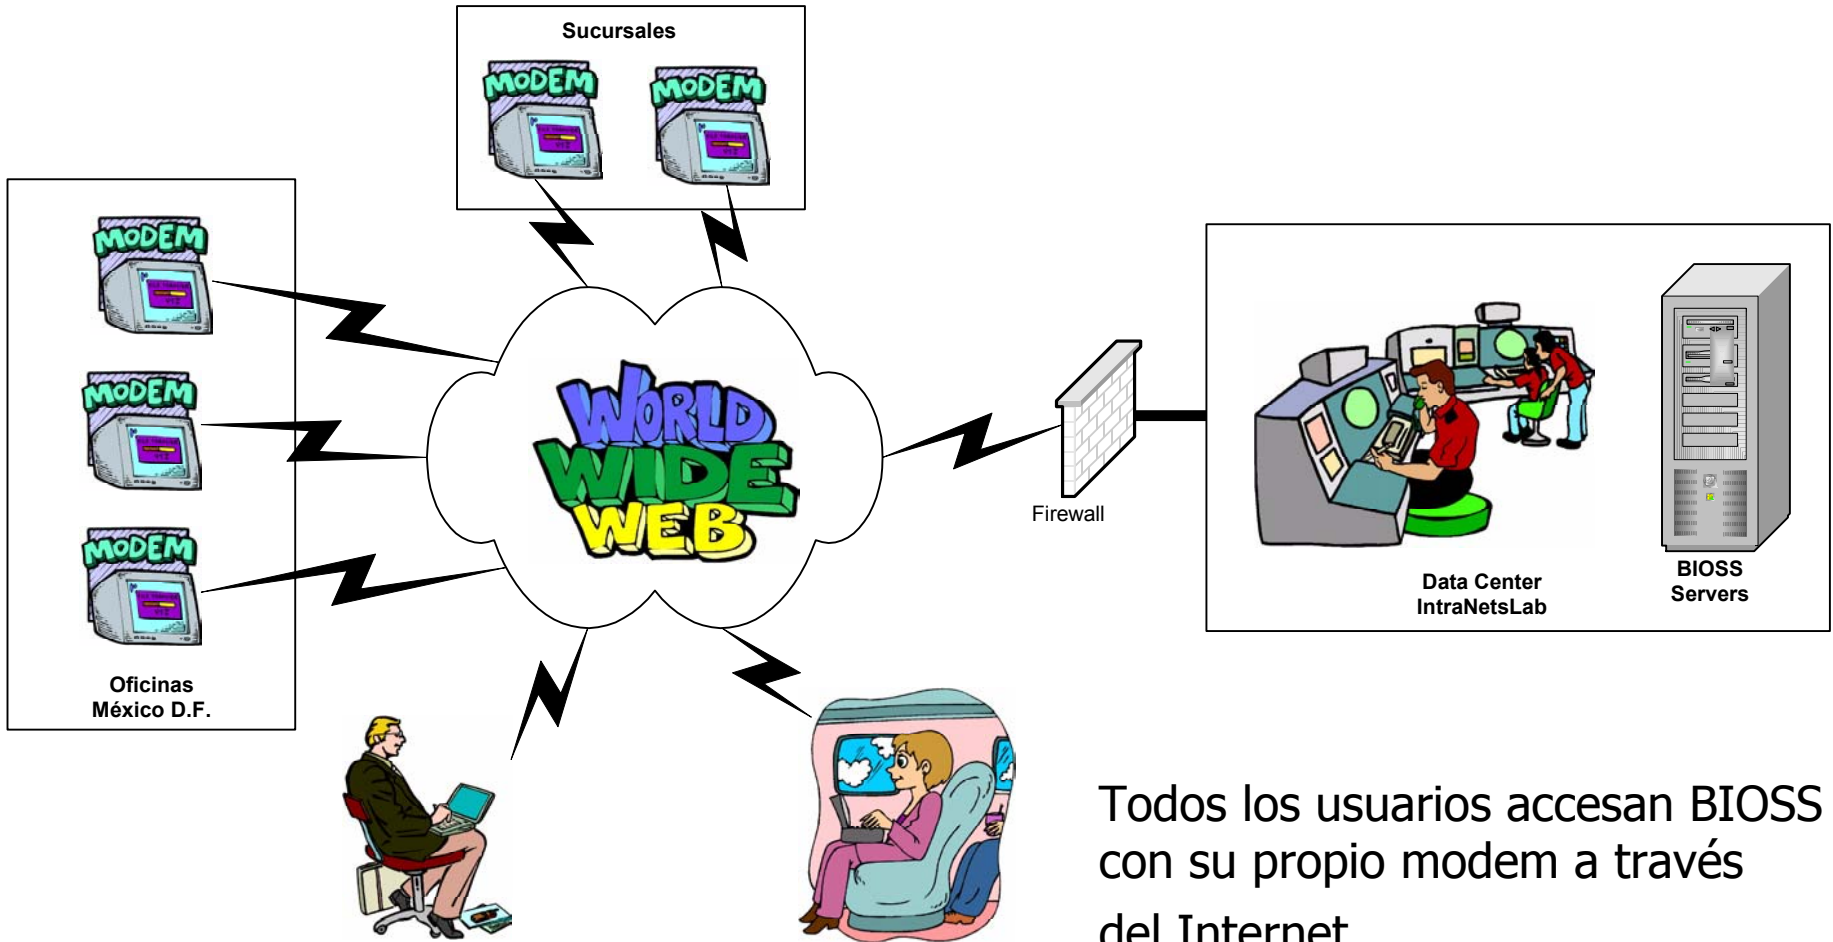 Sucursales
MODEM
MODEM
MODEM
MODEM
MODEM
Oficinas
México D.F.
WORLD
WIDE
WEB
Firewall
Data Center
IntraNetsLab
BIOSS
Servers
Todos los usuarios accesan BIOSS
con su propio modem a través
del Internet